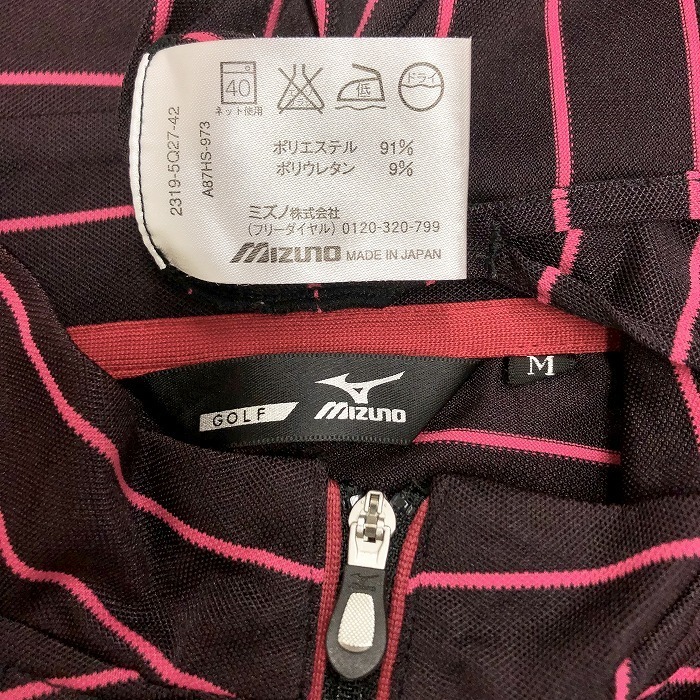 40
ネット使用
低
ドライ
ポリエステル 91%
ポリウレタン 9%
ミズノ株式会社
(フリーダイヤル) 0120-320-799
MIZUNO MADE IN JAPAN
2319-5Q27-42
A87HS-973
GOLF
MIZUNO
M